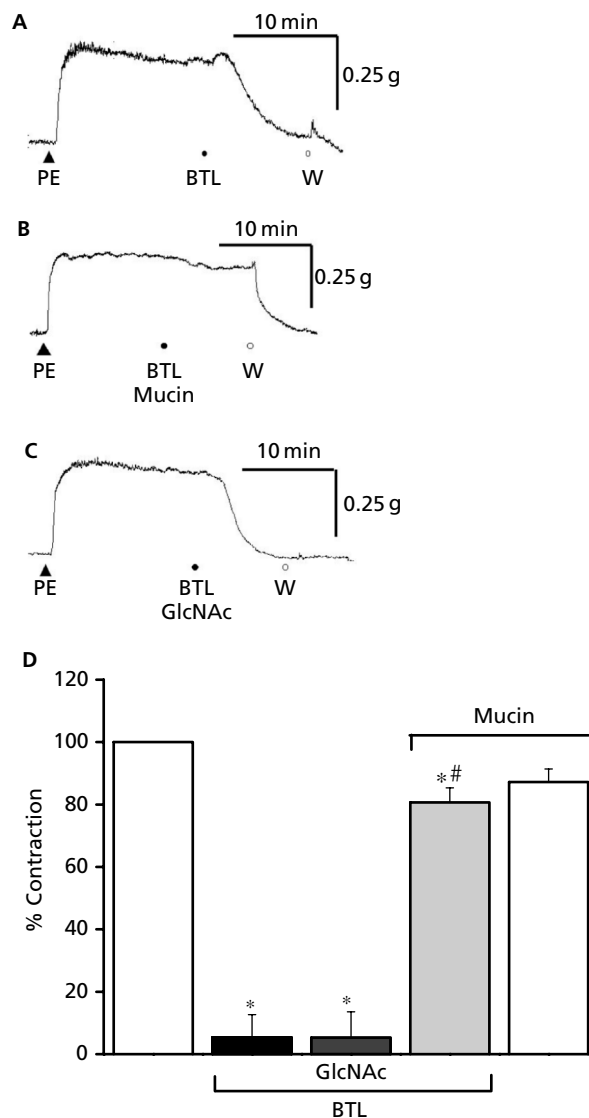 A
10 min
0.25 g
PE
BTL
W
B
10 min
0.25 g
PE
BTL
W
Mucin
C
10 min
0.25 g
PE
BTL
W
GlcNAc
D
120
Mucin
100
*#
80
% Contraction
60
40
20
* *
0
GlcNAc
BTL